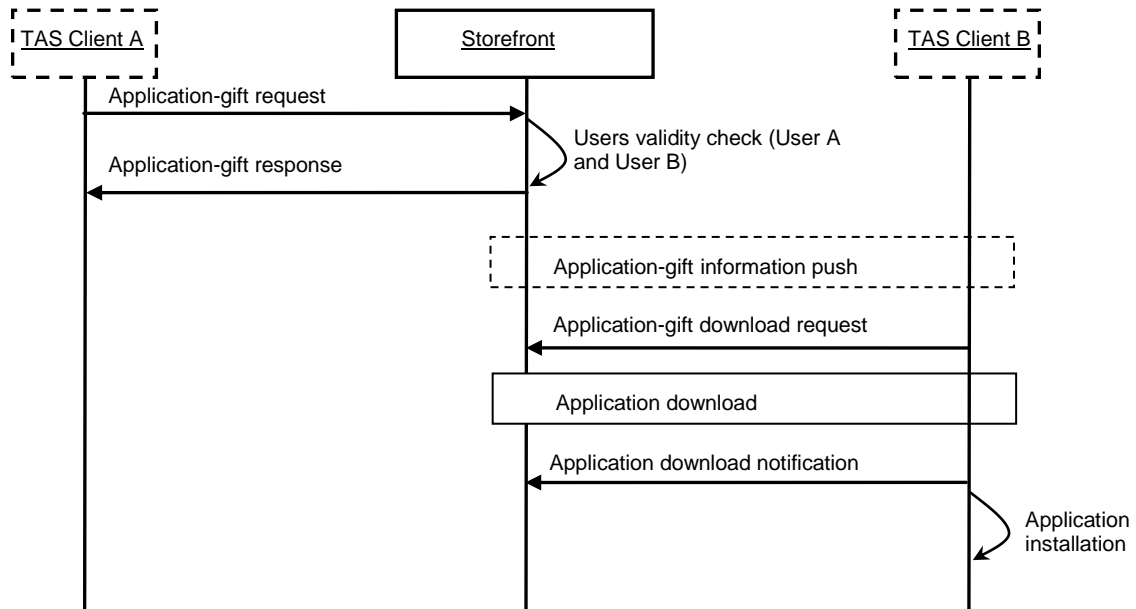 TAS Client A
Storefront
TAS Client B
Application-gift request
Users validity check (User A
and User B)
Application-gift response
Application-gift information push
Application-gift download request
Application download
Application download notification
Application
installation